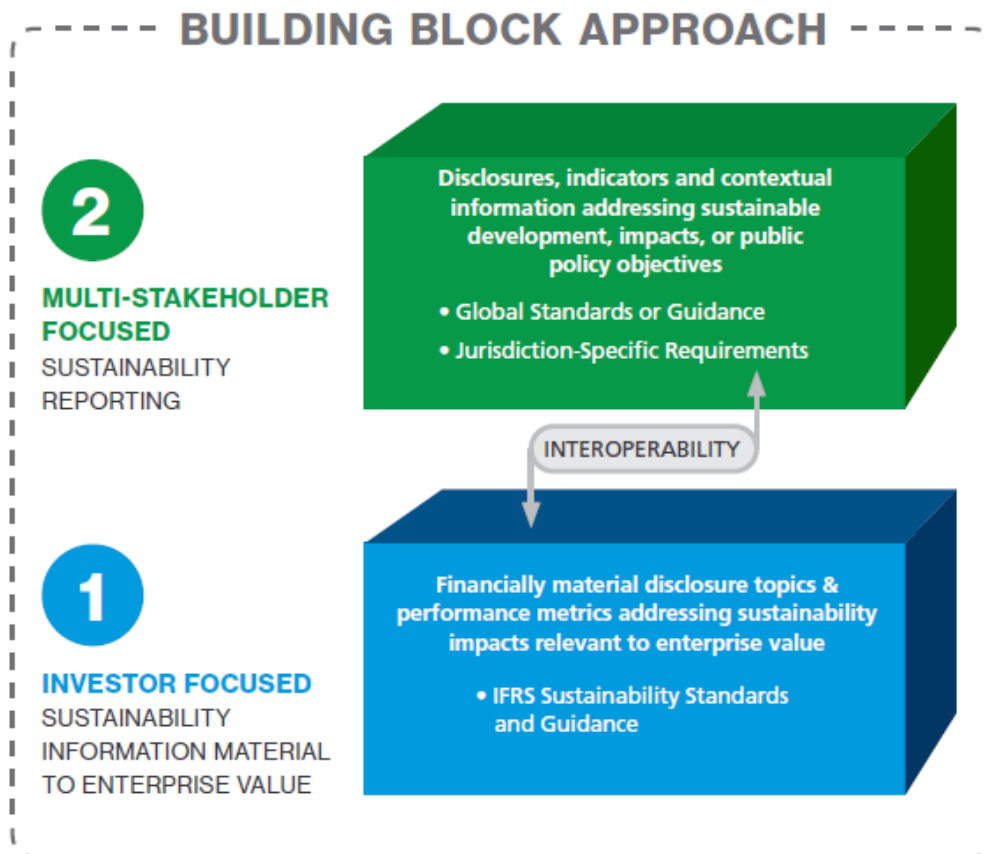 BUILDING BLOCK APPROACH
2
MULTI-STAKEHOLDER
FOCUSED
SUSTAINABILITY
REPORTING
Disclosures, indicators and contextual
information addressing sustainable
development, impacts, or public
policy objectives
• Global Standards or Guidance
• Jurisdiction-Specific Requirements
INTEROPERABILITY
1
INVESTOR FOCUSED
SUSTAINABILITY
INFORMATION MATERIAL
TO ENTERPRISE VALUE
Financially material disclosure topics &
performance metrics addressing sustainability
impacts relevant to enterprise value
• IFRS Sustainability Standards
and Guidance